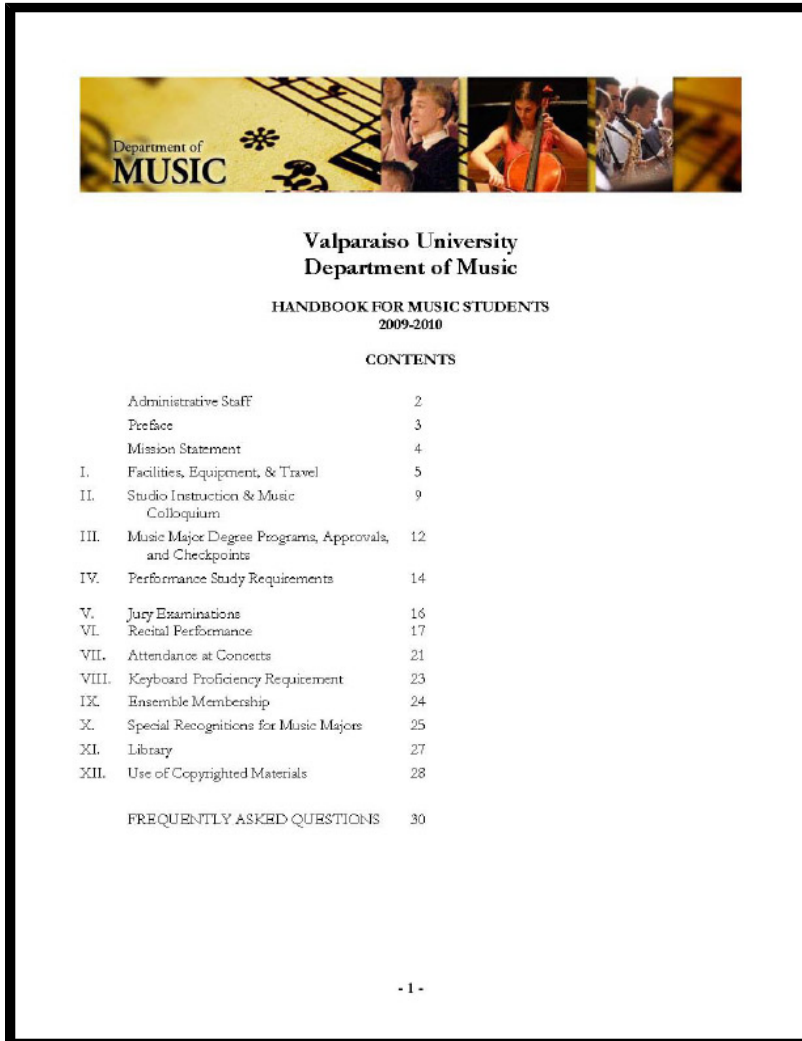 Department of
MUSIC
Valparaiso University
Department of Music
HANDBOOK FOR MUSIC STUDENTS
2009-2010
CONTENTS
Administrative Staff 2
Preface 3
Mission Statement 4
I. Facilities, Equipment, & Travel 5
II. Studio Instruction & Music 9
Colloquium
III. Music Major Degree Programs, Approvals, 12
and Checkpoints
IV. Performance Study Requirements 14
V. Jury Examinations 16
VI. Recital Performance 17
VII. Attendance at Concerts 21
VIII. Keyboard Proficiency Requirement 23
IX. Ensemble Membership 24
X. Special Recognitions for Music Majors 25
XI. Library 27
XII. Use of Copyrighted Materials 28
FREQUENTLY ASKED QUESTIONS 30
- 1 -